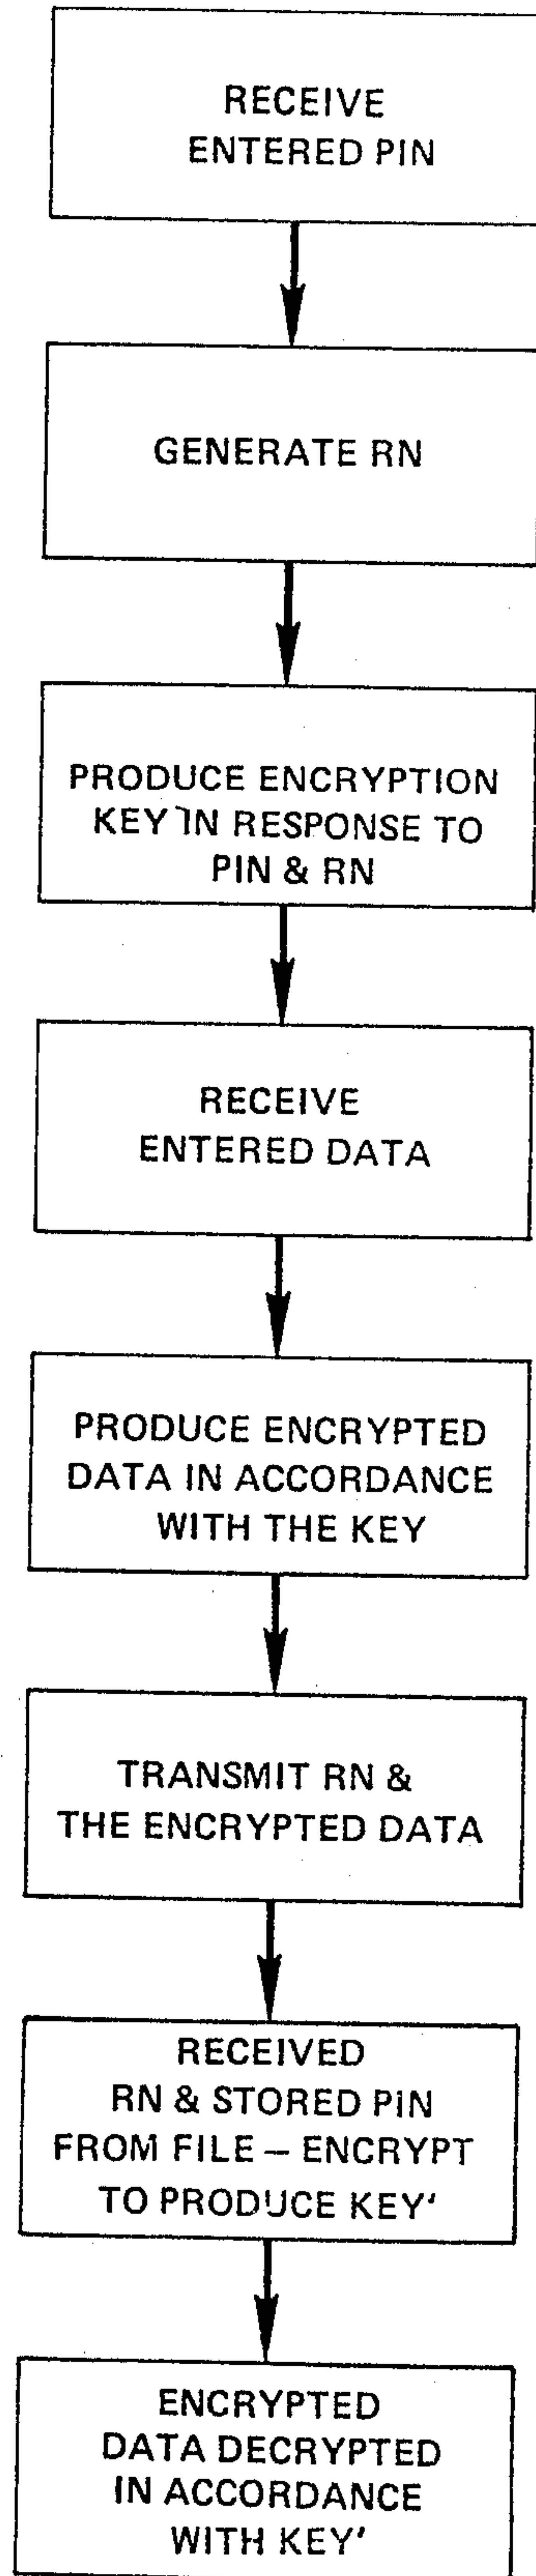 RECEIVE
ENTERED PIN
GENERATE RN
PRODUCE ENCRYPTION
KEY IN RESPONSE TO
PIN & RN
RECEIVE
ENTERED DATA
PRODUCE ENCRYPTED
DATA IN ACCORDANCE
WITH THE KEY
TRANSMIT RN &
THE ENCRYPTED DATA
RECEIVED
RN & STORED PIN
FROM FILE – ENCRYPT
TO PRODUCE KEY'
ENCRYPTED
DATA DECRYPTED
IN ACCORDANCE
WITH KEY'